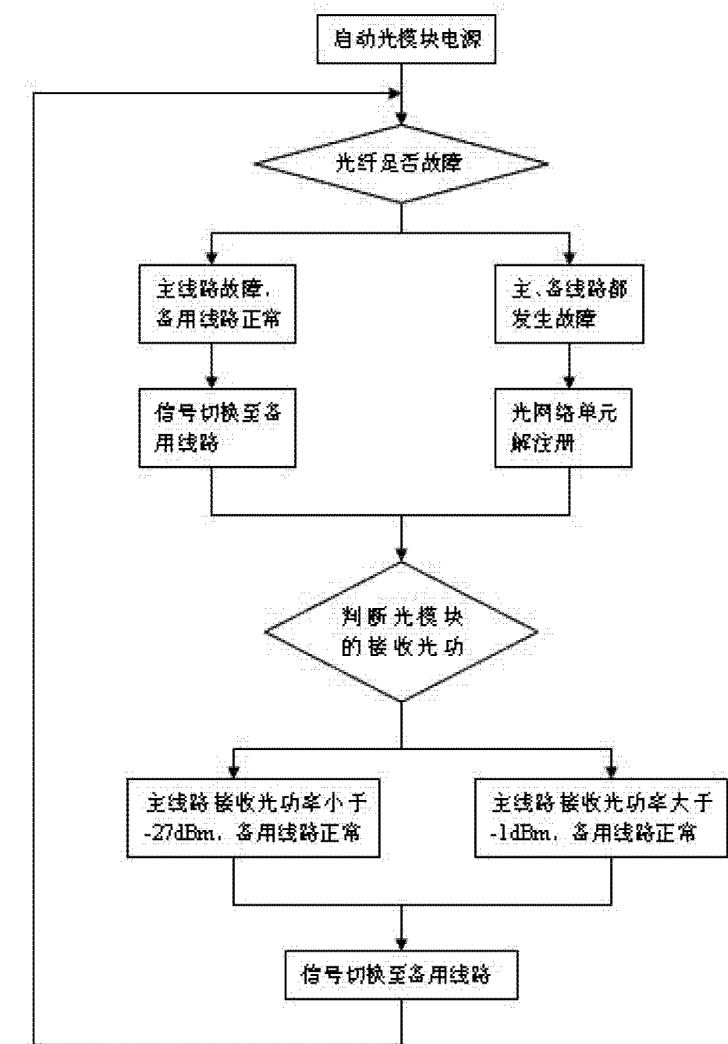 启动光模块电源
光纤是否故障
主线路故障，
备用线路正常
主、备线路都
发生故障
信号切换至备
用线路
光网络单元
解注册
判断光模块
的接收光功
主线路接收光功率小于
-27dBm，备用线路正常
主线路接收光功率大于
-1dBm，备用线路正常
信号切换至备用线路